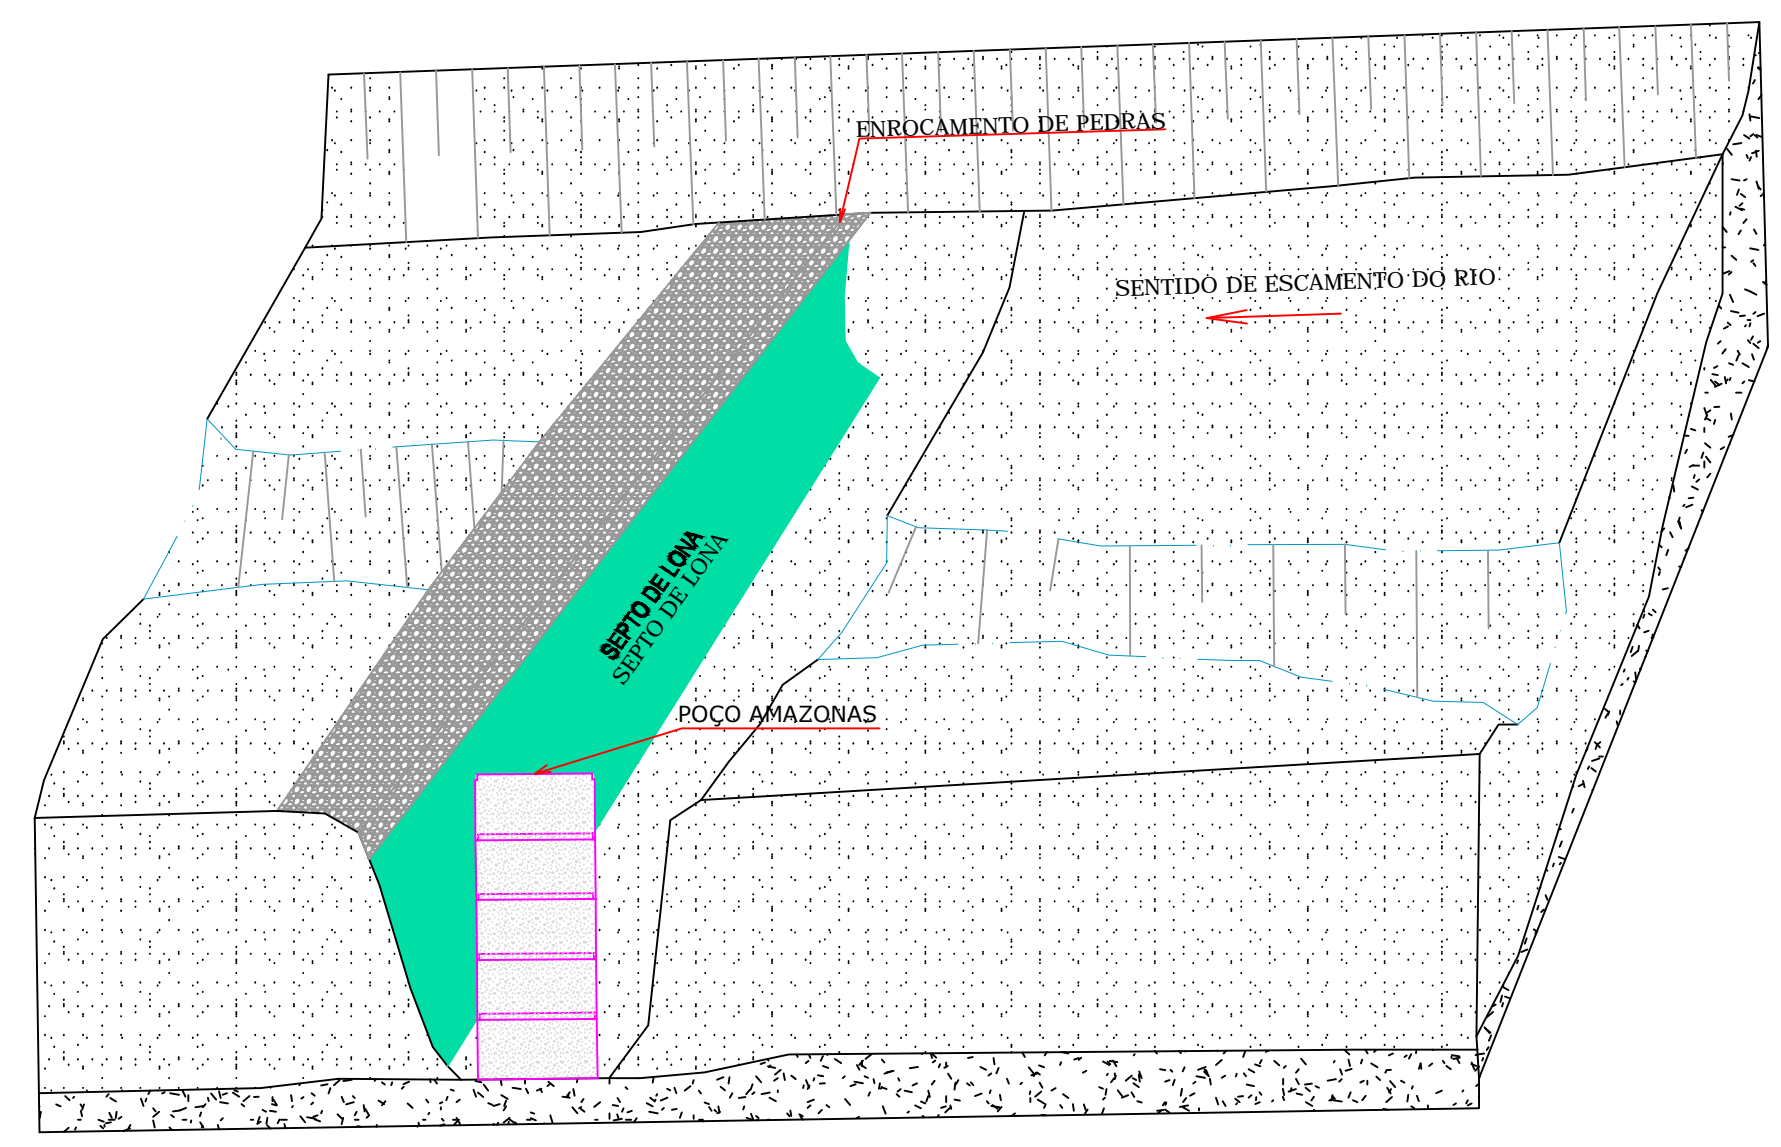 ENROCAMENTO DE PEDRAS
SENTIDO DE ESCAMENTO DO RIO
SEPTO DE LONA
SEPTO DE LONA
POÇO AMAZONAS